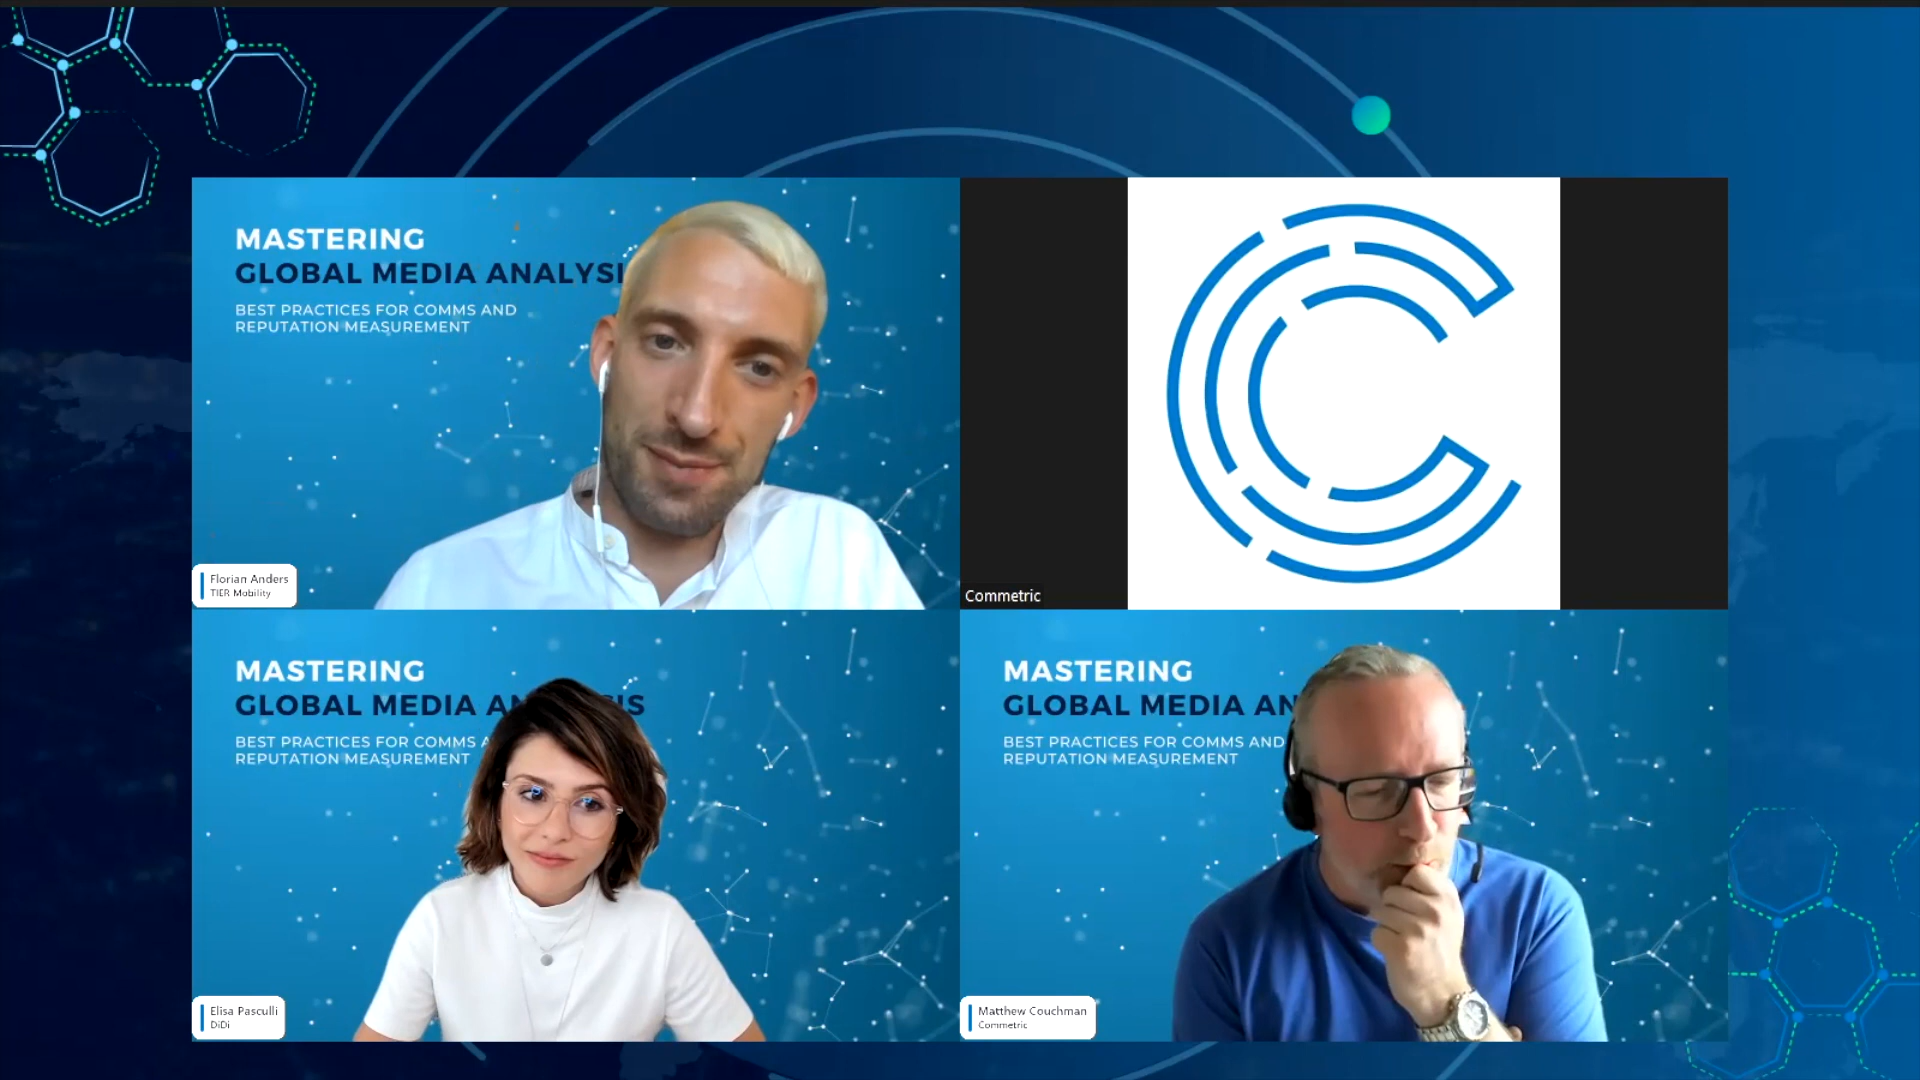 MASTERING
GLOBAL MEDIA ANALYSI
BEST PRACTICES FOR COMMS AND
REPUTATION MEASUREMENT
Florian Anders
TIER Mobility
Commetric
MASTERING
GLOBAL MEDIA AN IS
BEST PRACTICES FOR COMMS A
REPUTATION MEASUREMENT
Elisa Pasculli
DiDi
MASTERING
GLOBAL MEDIA AN
BEST PRACTICES FOR COMMS AND
REPUTATION MEASUREMENT
Matthew Couchman
Commetric